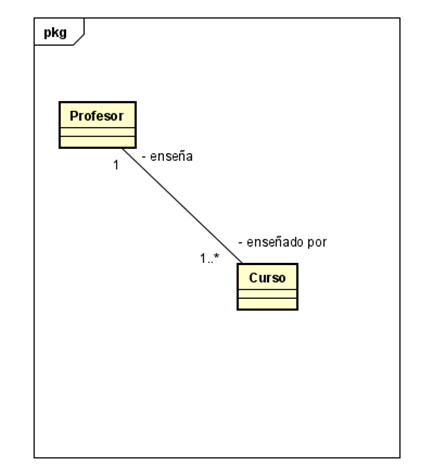 pkg
Profesor
- enseña
1
- enseñado por
1..*
Curso